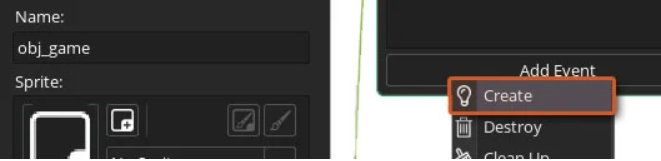 Name:
obj_game
Sprite:
Add Event
Create
Destroy
Clean Up